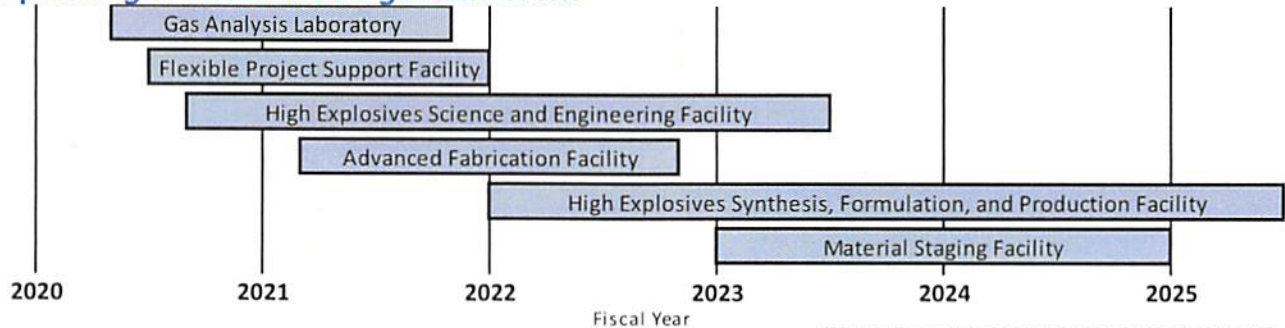 Gas Analysis Laboratory
Flexible Project Support Facility
High Explosives Science and Engineering Facility
Advanced Fabrication Facility
High Explosives Synthesis, Formulation, and Production Facility
Material Staging Facility
2020 2021 2022 2023 2024 2025
Fiscal Year